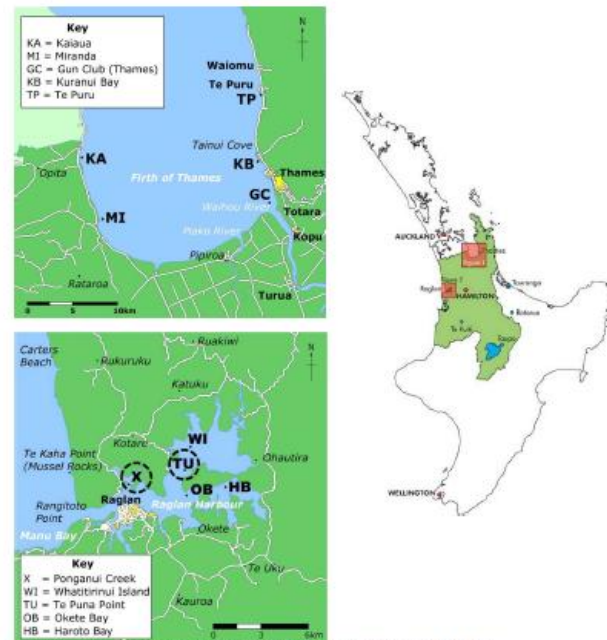 Key
KA = Kaiaua
MI = Miranda
GC = Gun Club (Thames)
KB = Kuranui Bay
TP = Te Puru
N
Waiomu
Te Puru
TP
Tainui Cove
KA
KB
Thames
Opita
Firth of Thames
GC
Waihou River
Totara
MI
Piako River
Kopu
Pipiroa
Rataroa
Turua
0 5 10km
AUCKLAND
Thames
Tauranga
Raglan
HAMILTON
Rotorua
Te Kuiti
Taupo
WELLINGTON
Carters
Beach
Ruakiwi
N
Rukuruku
Katuku
Te Kaha Point
(Mussel Rocks)
Kotare
WI
Ohautira
TU
X
Raglan
OB
HB
Rangitoto
Point
Raglan Harbour
Manu Bay
Okete
Te Uku
Key
X = Ponganui Creek
WI = Whatitirinui Island
TU = Te Puna Point
OB = Okete Bay
HB = Haroto Bay
Kauroa
0 3 6km